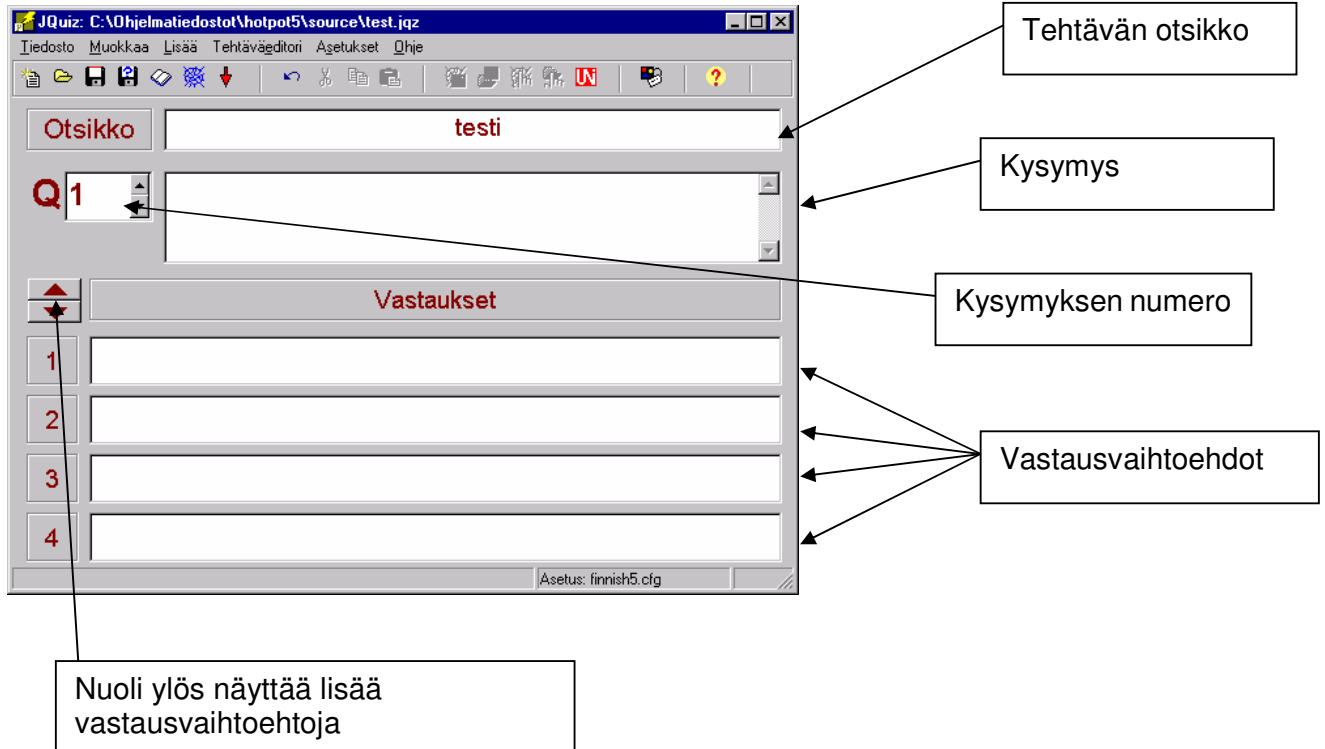 JQuiz: C:\Ohjelmatiedostot\hotpot5\source\test.jqz
Tiedosto Muokkaa Lisää Tehtäväeditori Asetukset Ohje
UN
?
Otsikko
testi
Q 1
Vastaukset
1
2
3
4
Asetus: finnish5.cfg
Tehtävän otsikko
Kysymys
Kysymyksen numero
Vastausvaihtoehdot
Nuoli ylös näyttää lisää
vastausvaihtoehtoja